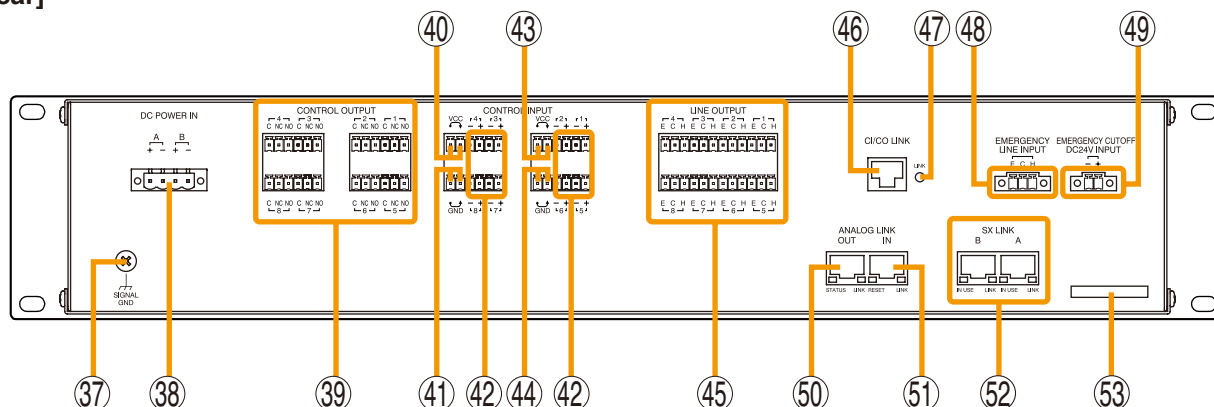 ear]
40 43 46 47 48 49
DC POWER IN
A B
+ − + −
CONTROL OUTPUT
4 3 2 1
C NC NO C NC NO C NC NO C NC NO
C NC NO C NC NO C NC NO C NC NO
8 7 6 5
CONTROL INPUT
VCC 4 3 VCC 2 1
− + − + − + − +
− + − + − + − +
GND 8 7 GND 6 5
LINE OUTPUT
4 3 2 1
E C H E C H E C H E C H
E C H E C H E C H E C H
8 7 6 5
CI/CO LINK
LINK
EMERGENCY
LINE INPUT
E C H
EMERGENCY CUTOFF
DC24V INPUT
− +
SIGNAL
GND
ANALOG LINK
OUT IN
STATUS LINK RESET LINK
SX LINK
B A
IN USE LINK IN USE LINK
37 38 39 41 42 44 42 45 50 51 52 53